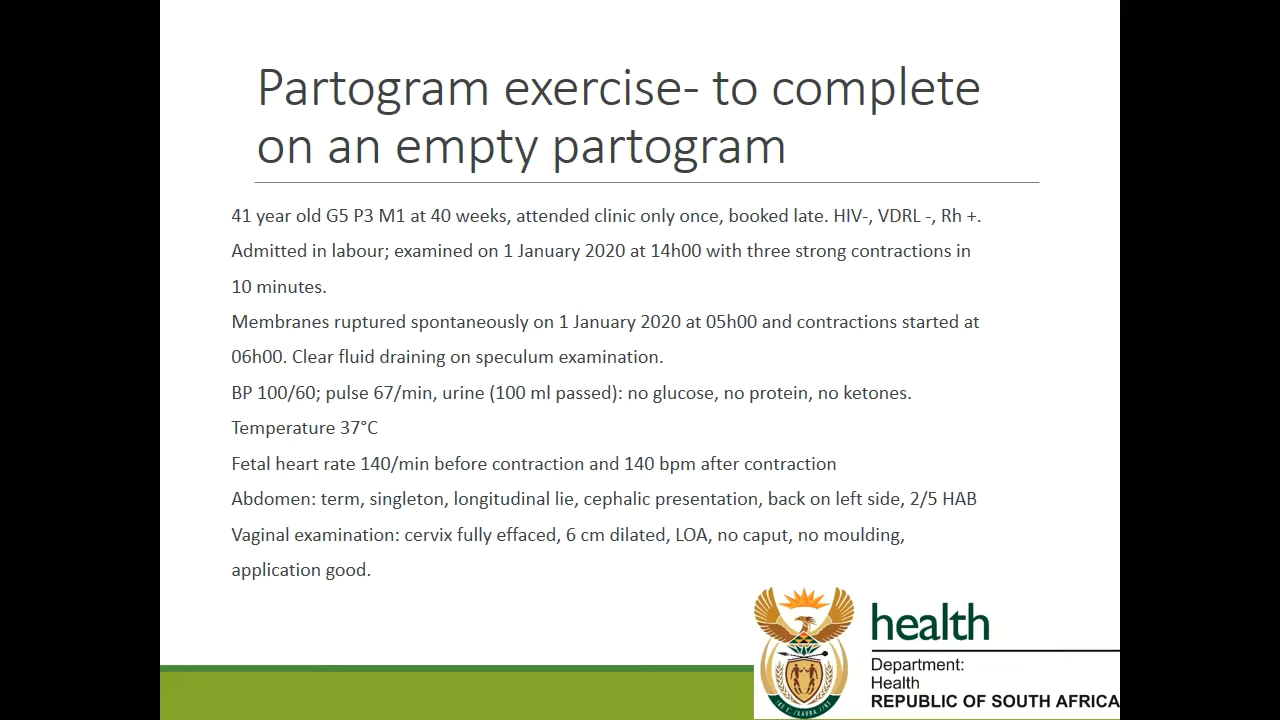 Partogram exercise- to complete
on an empty partogram
41 year old G5 P3 M1 at 40 weeks, attended clinic only once, booked late. HIV-, VDRL -, Rh +.
Admitted in labour; examined on 1 January 2020 at 14h00 with three strong contractions in
10 minutes.
Membranes ruptured spontaneously on 1 January 2020 at 05h00 and contractions started at
06h00. Clear fluid draining on speculum examination.
BP 100/60; pulse 67/min, urine (100 ml passed): no glucose, no protein, no ketones.
Temperature 37°C
Fetal heart rate 140/min before contraction and 140 bpm after contraction
Abdomen: term, singleton, longitudinal lie, cephalic presentation, back on left side, 2/5 HAB
Vaginal examination: cervix fully effaced, 6 cm dilated, LOA, no caput, no moulding,
application good.
health
Department:
Health
REPUBLIC OF SOUTH AFRICA